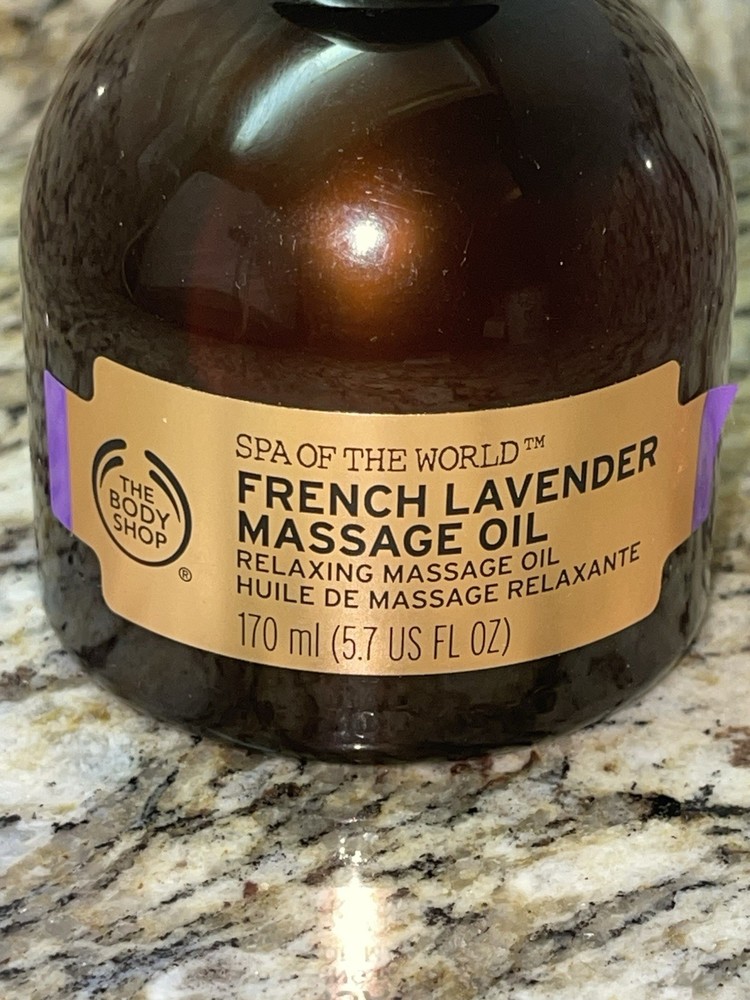 THE
BODY
SHOP
®
SPA OF THE WORLD™
FRENCH LAVENDER
MASSAGE OIL
RELAXING MASSAGE OIL
HUILE DE MASSAGE RELAXANTE
170 ml (5.7 US FL OZ)